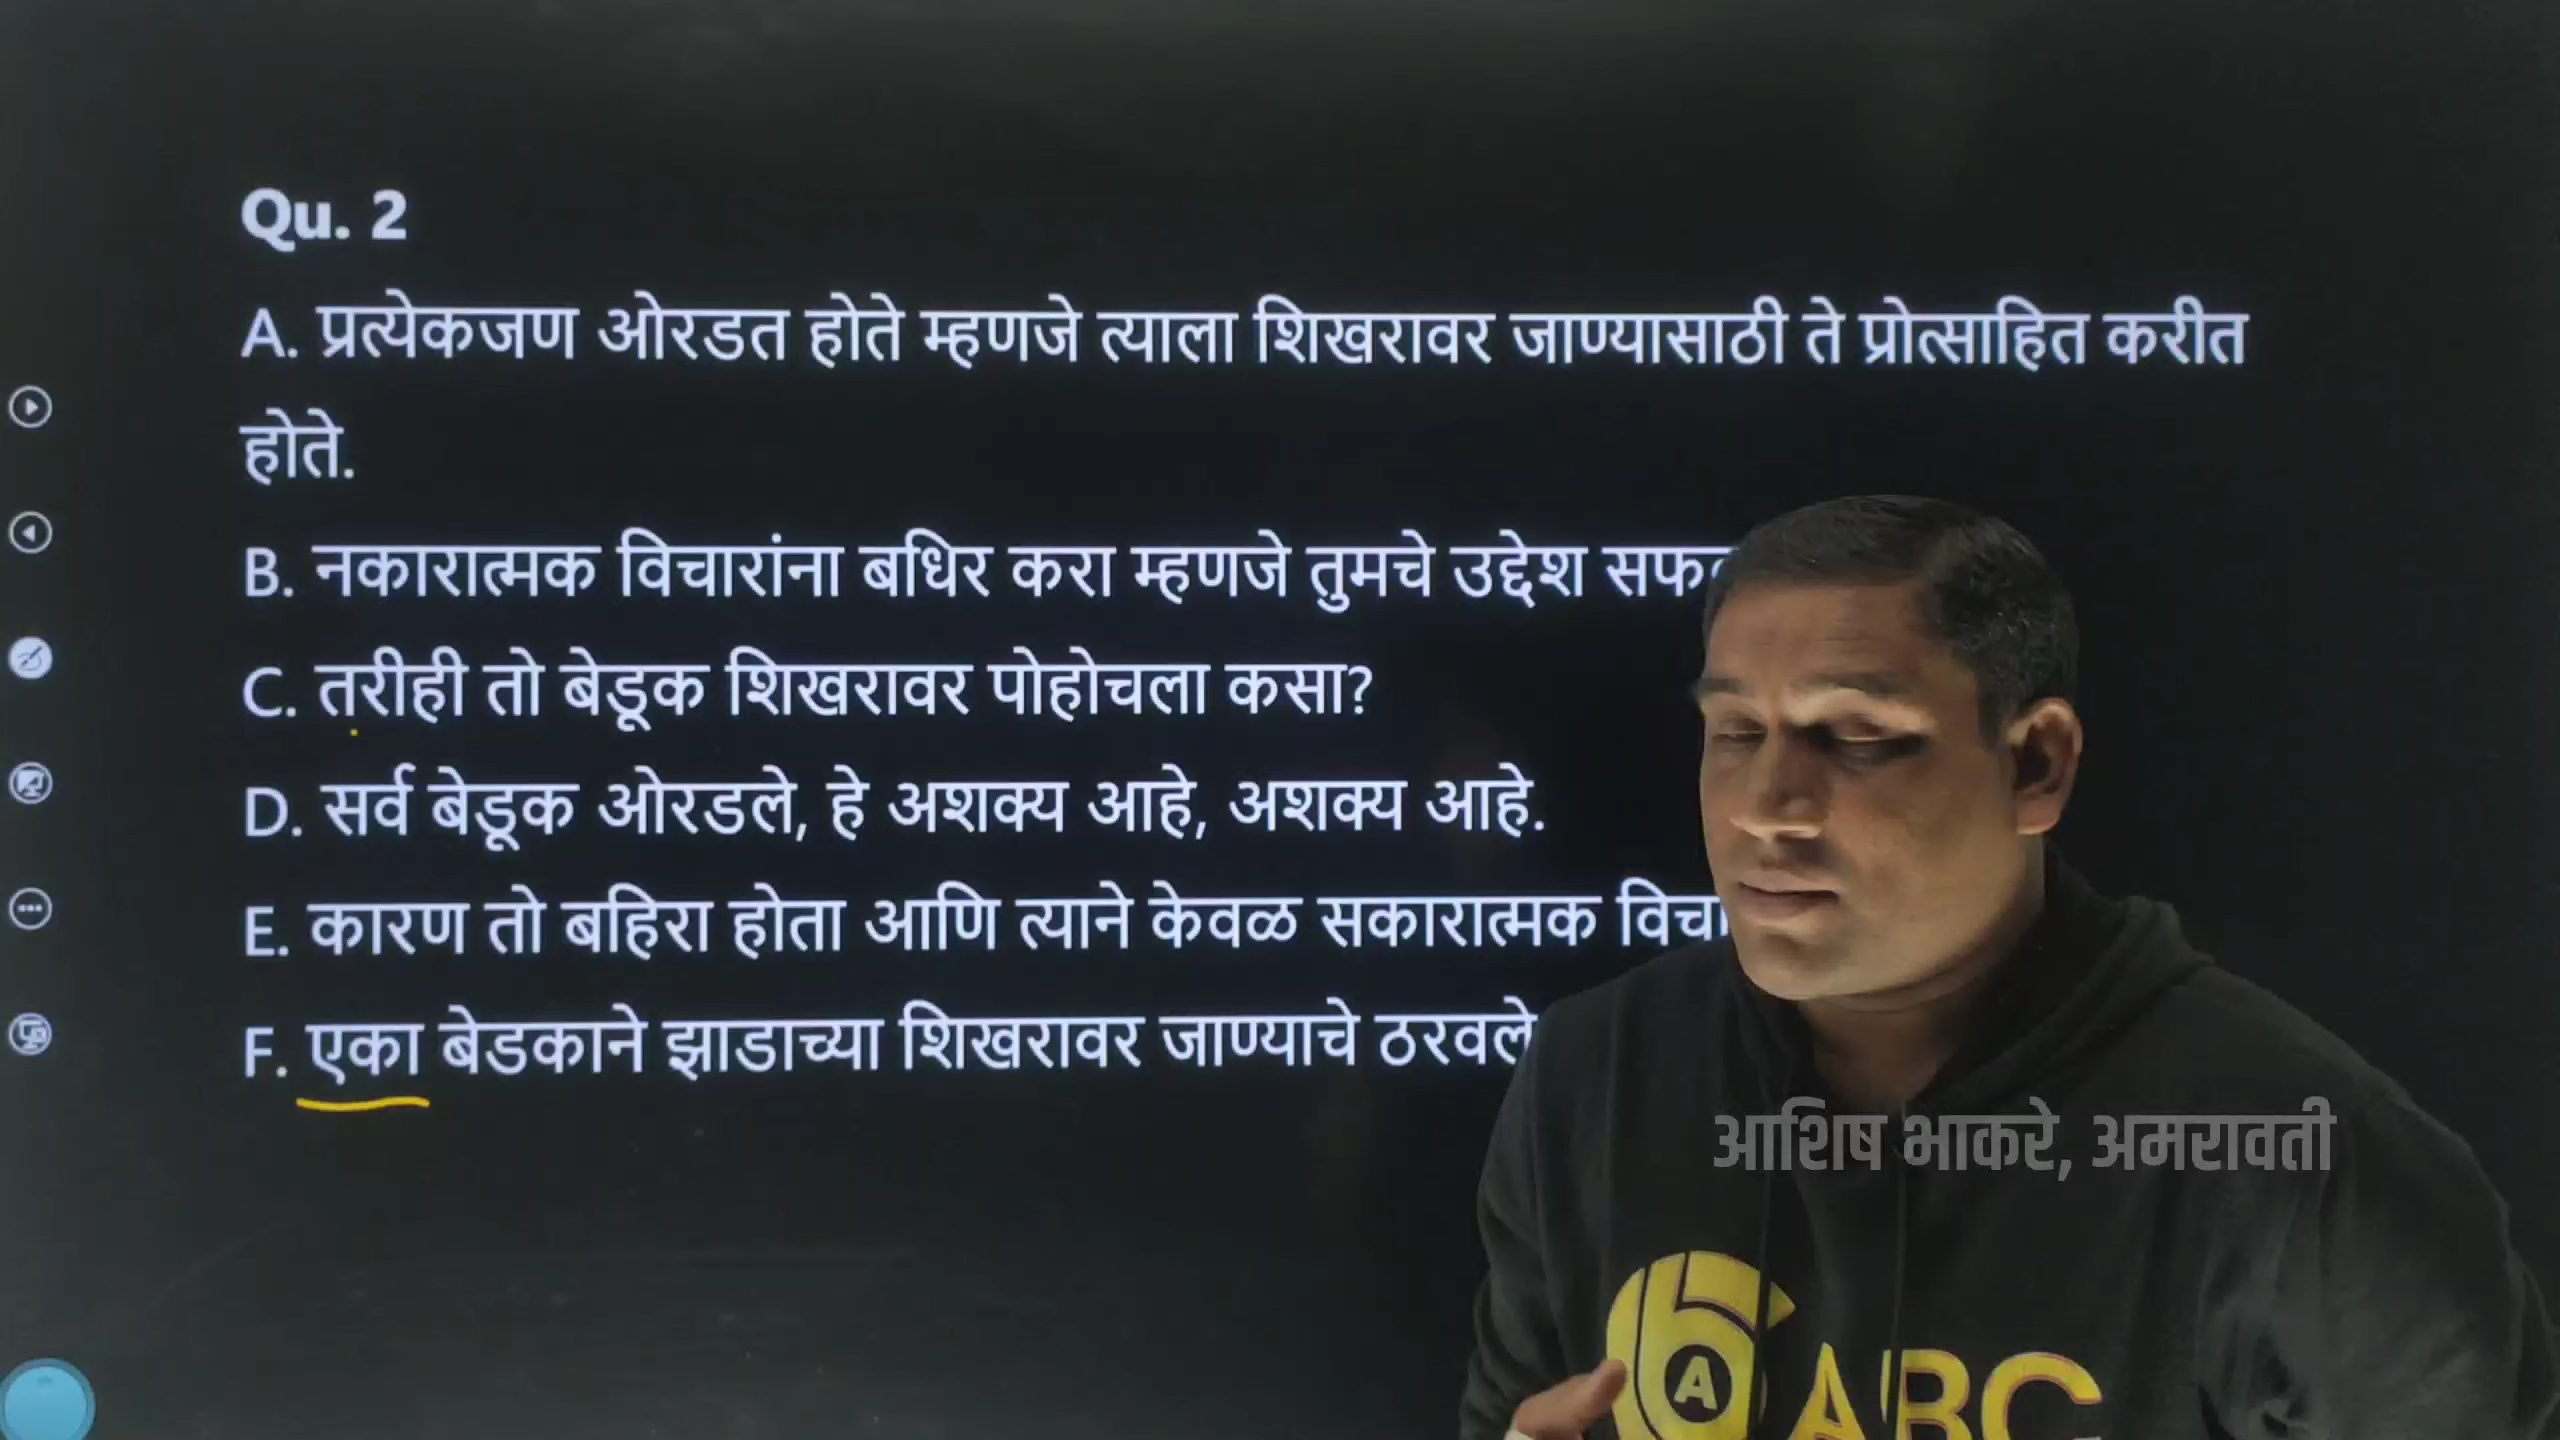 Qu. 2
A. प्रत्येकजण ओरडत होते म्हणजे त्याला शिखरावर जाण्यासाठी ते प्रोत्साहित करीत
होते.
B. नकारात्मक विचारांना बधिर करा म्हणजे तुमचे उद्देश
C. तरीही तो बेडूक शिखरावर पोहोचला कसा?
D. सर्व बेडूक ओरडले, हे अशक्य आहे, अशक्य आहे.
E. कारण तो बहिरा होता आणि त्याने केवळ सकारात्मक
F. एका बेडकाने झाडाच्या शिखरावर जाण्याचे ठरवले
आशिष भाकरे, अमरावती
A ABC